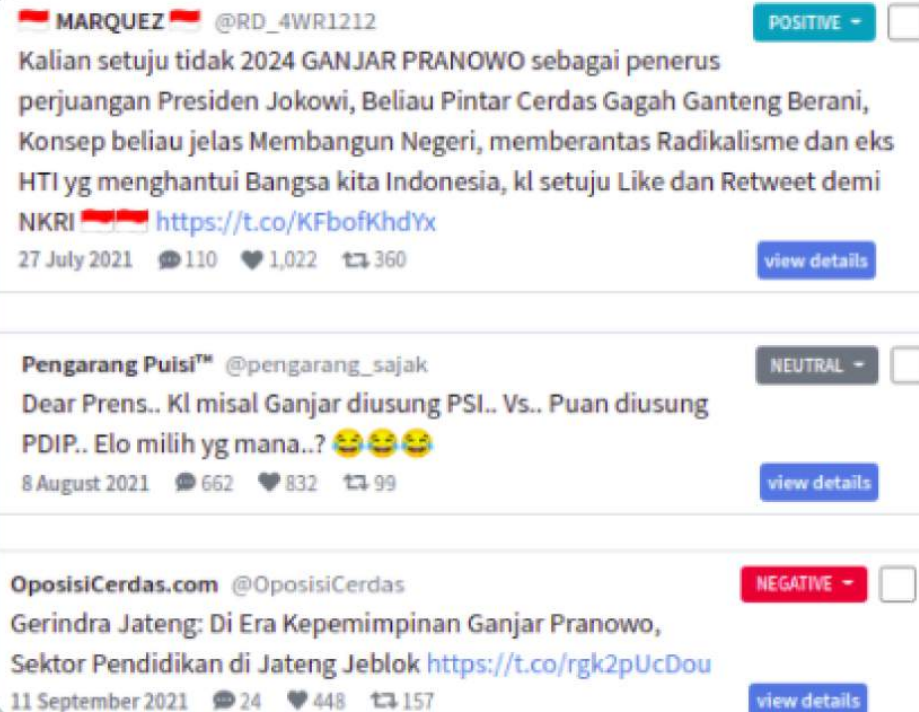 MARQUEZ @RD_4WR1212 POSITIVE
Kalian setuju tidak 2024 GANJAR PRANOWO sebagai penerus
perjuangan Presiden Jokowi, Beliau Pintar Cerdas Gagah Ganteng Berani,
Konsep beliau jelas Membangun Negeri, memberantas Radikalisme dan eks
HTI yg menghantui Bangsa kita Indonesia, kl setuju Like dan Retweet demi
NKRI 🇮🇩🇮🇩 https://t.co/KFbofKhdYx
27 July 2021 110 1,022 360 view details
Pengarang Puisi™ @pengarang_sajak NEUTRAL
Dear Prens.. Kl misal Ganjar diusung PSI.. Vs.. Puan diusung
PDIP.. Elo milih yg mana..? 😂😂😂
8 August 2021 662 832 99 view details
OposisiCerdas.com @OposisiCerdas NEGATIVE
Gerindra Jateng: Di Era Kepemimpinan Ganjar Pranowo,
Sektor Pendidikan di Jateng Jeblok https://t.co/rgk2pUcDou
11 September 2021 24 448 157 view details